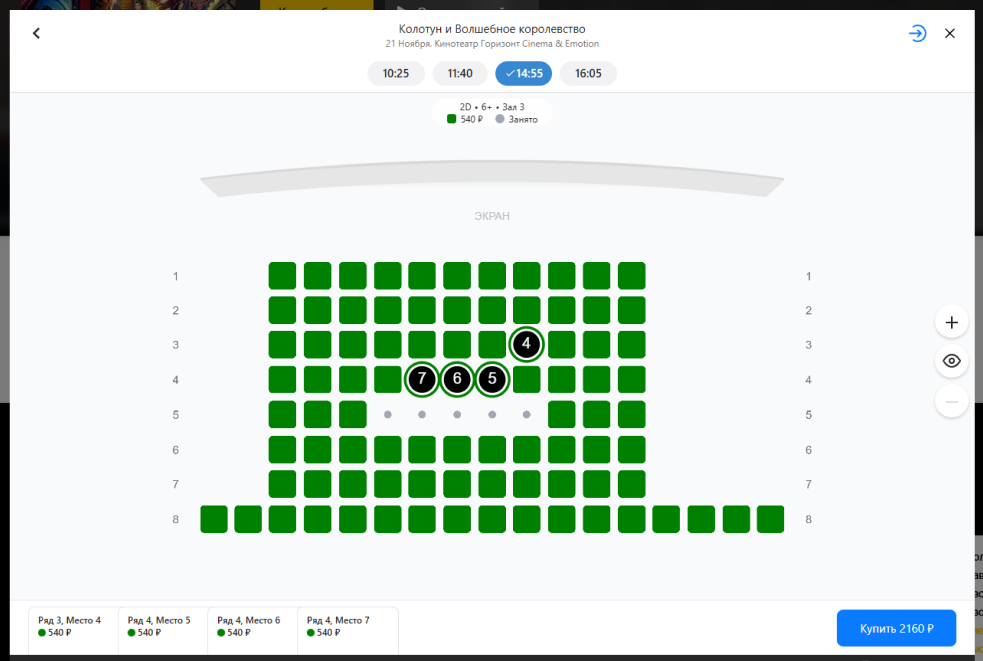 Колотун и Волшебное королевство
21 Ноября, Кинотеатр Горизонт Cinema & Emotion
10:25 11:40 14:55 16:05
2D • 6+ • Зал 3
540 ₽ Занято
ЭКРАН
1 1
2 2
3 4 3
4 7 6 5 4
5 5
6 6
7 7
8 8
Ряд 3, Место 4 Ряд 4, Место 5 Ряд 4, Место 6 Ряд 4, Место 7
540 ₽ 540 ₽ 540 ₽ 540 ₽
Купить 2160 ₽